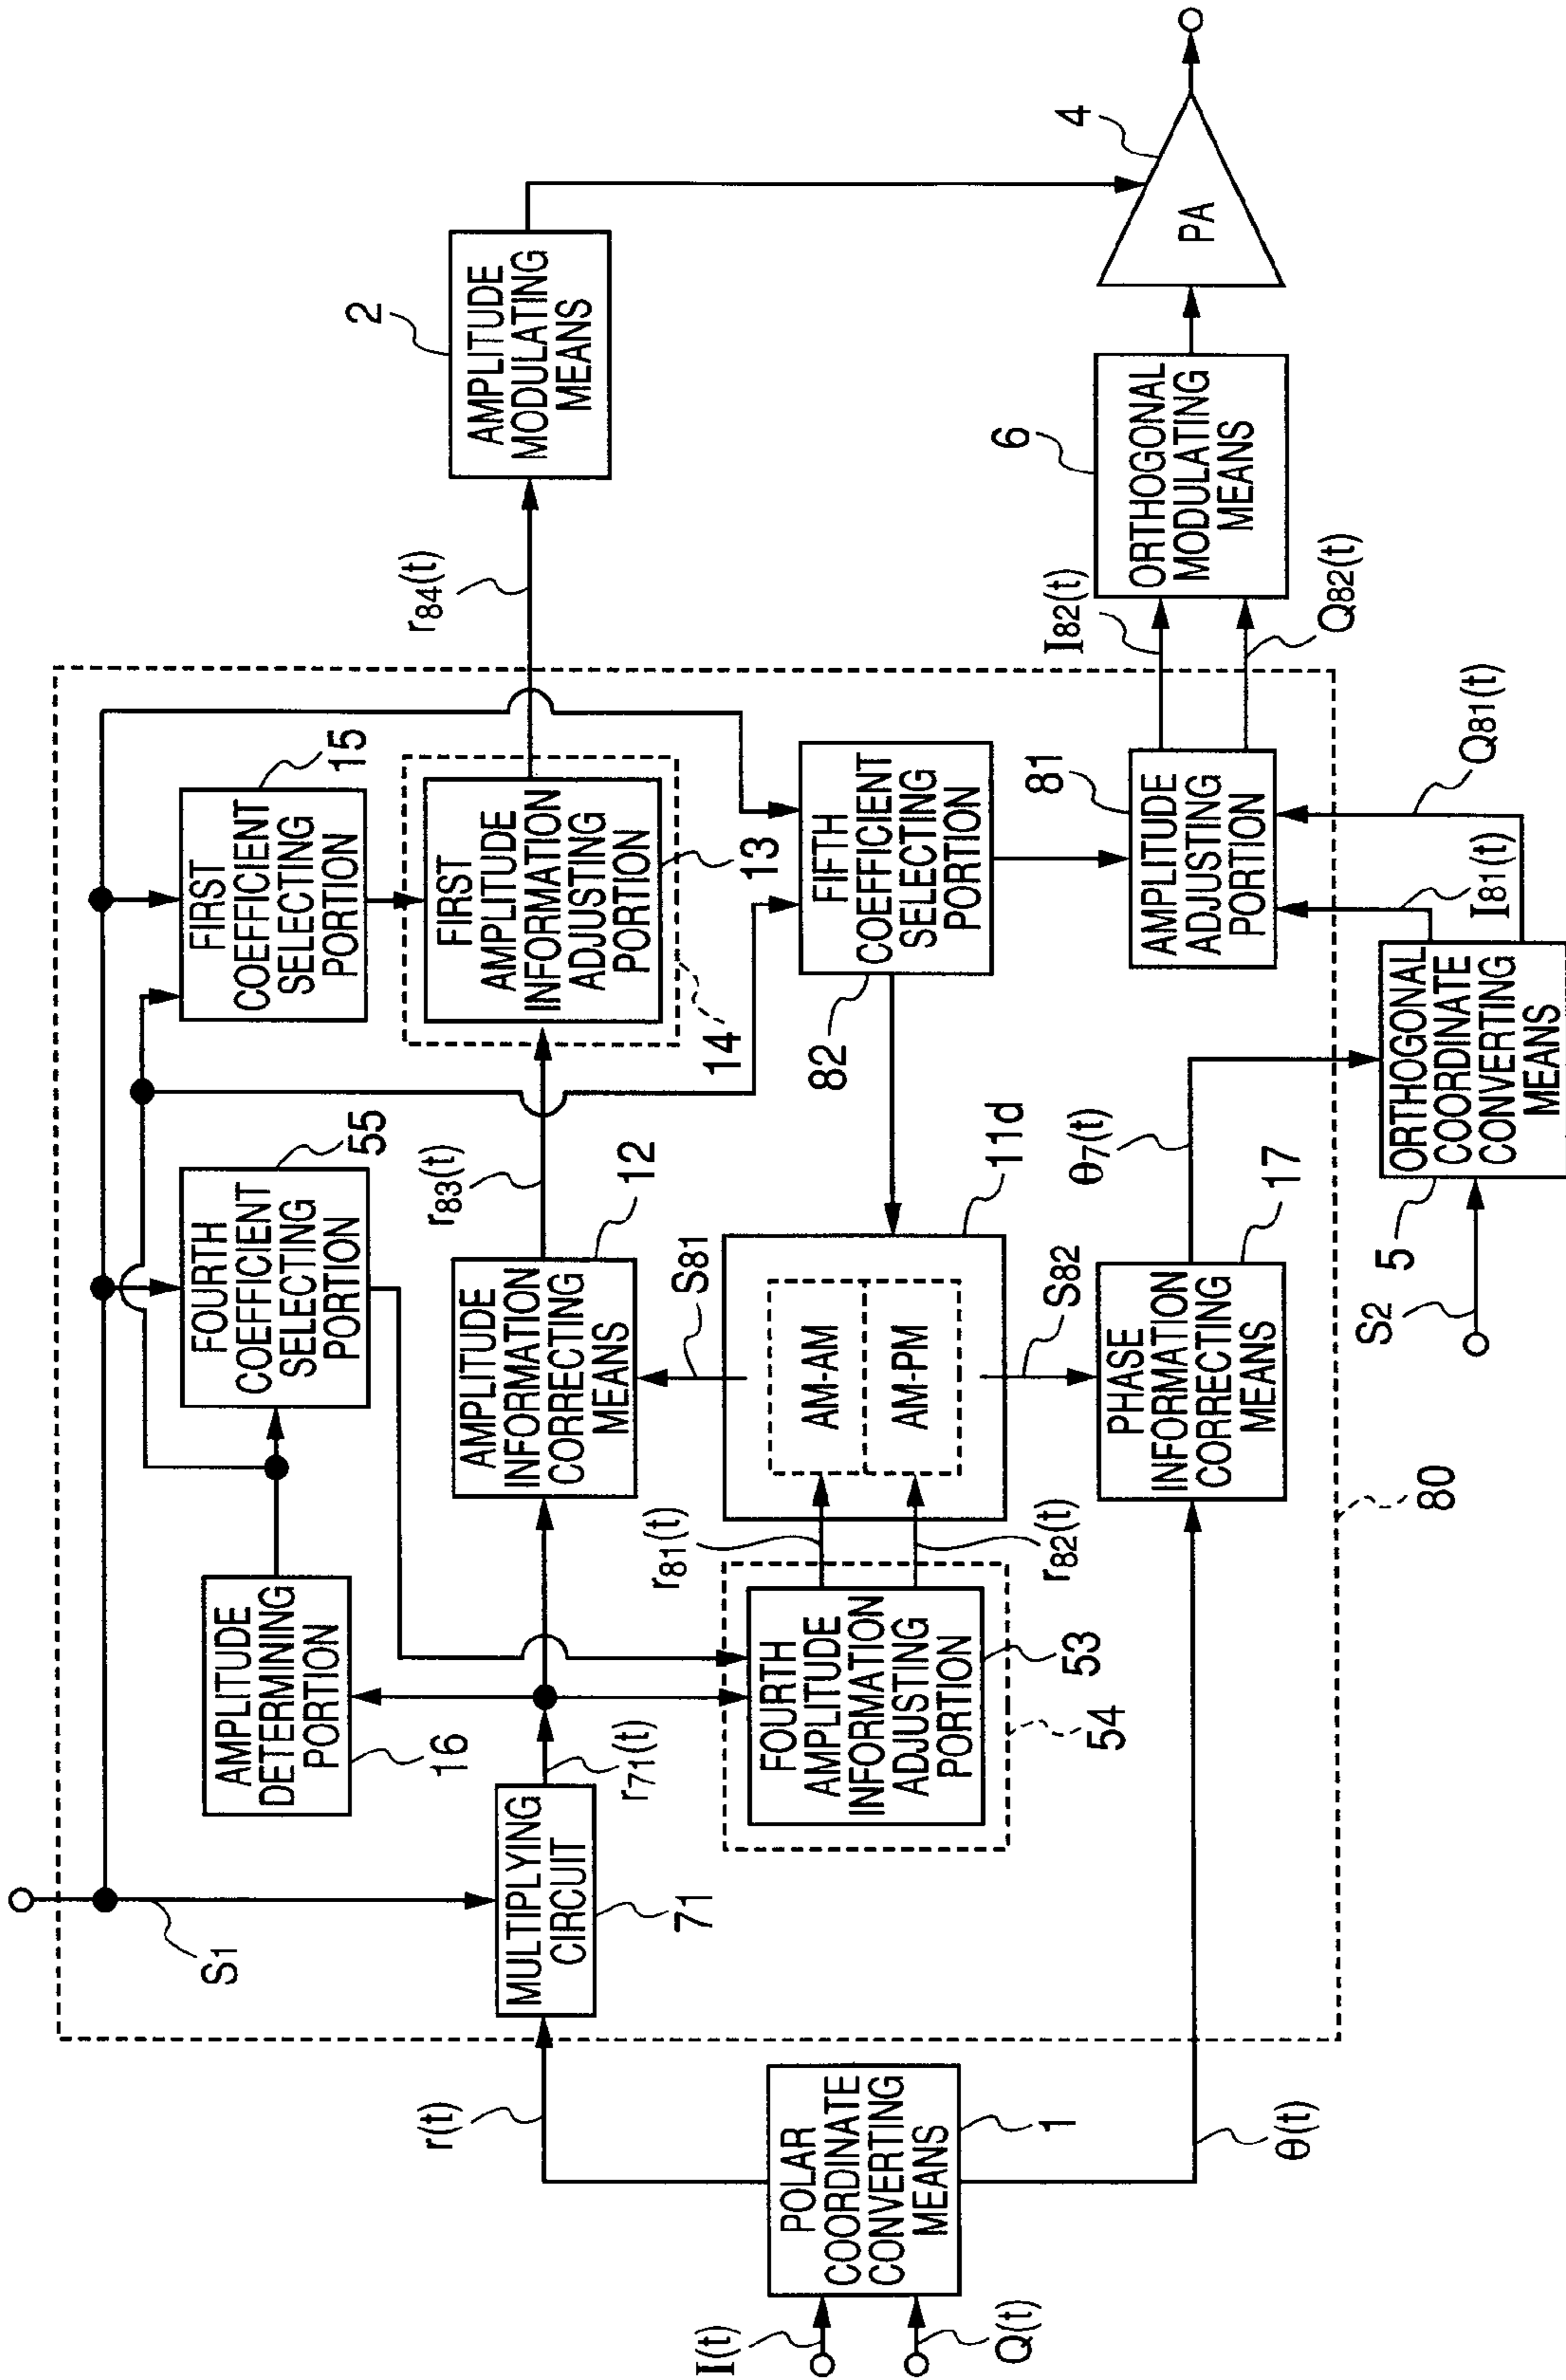 S1
I(t)
Q(t)
POLAR
COORDINATE
CONVERTING
MEANS
1
r(t)
θ(t)
MULTIPLYING
CIRCUIT
71
r71(t)
AMPLITUDE
DETERMINING
PORTION
16
FOURTH
AMPLITUDE
INFORMATION
ADJUSTING
PORTION
53
54
r81(t)
r82(t)
FOURTH
COEFFICIENT
SELECTING
PORTION
55
AMPLITUDE
INFORMATION
CORRECTING
MEANS
12
r83(t)
S81
AM-AM
AM-PM
11d
S82
PHASE
INFORMATION
CORRECTING
MEANS
17
θ7(t)
80
FIRST
COEFFICIENT
SELECTING
PORTION
15
FIRST
AMPLITUDE
INFORMATION
ADJUSTING
PORTION
13
14
FIFTH
COEFFICIENT
SELECTING
PORTION
82
AMPLITUDE
ADJUSTING
PORTION
81
S2
ORTHOGONAL
COORDINATE
CONVERTING
MEANS
5
I81(t)
Q81(t)
r84(t)
I82(t)
Q82(t)
AMPLITUDE
MODULATING
MEANS
2
ORTHOGONAL
MODULATING
MEANS
6
PA
4